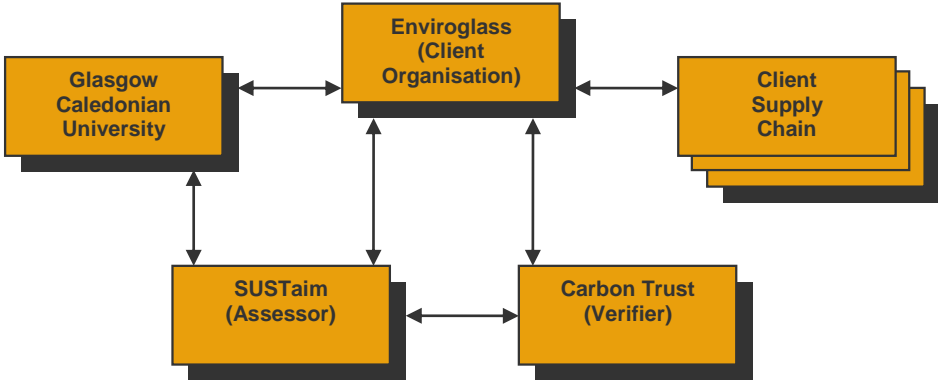 Enviroglass
(Client
Organisation)
Glasgow
Caledonian
University
Client
Supply
Chain
SUSTaim
(Assessor)
Carbon Trust
(Verifier)